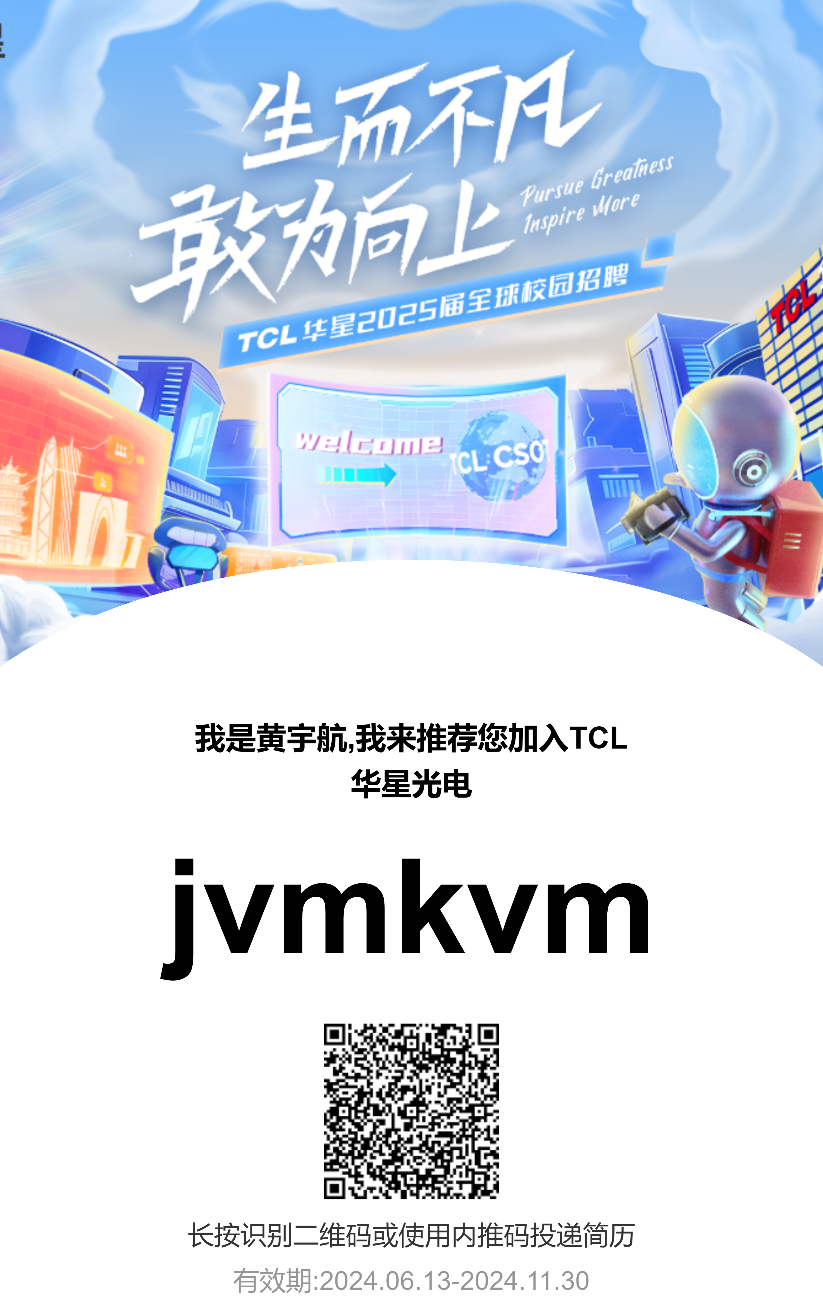 生而不凡
敢为向上
Pursue Greatness
Inspire More
TCL华星2025届全球校园招聘
TCL
welcome
TCL CSOT
我是黄宇航,我来推荐您加入TCL
华星光电
jvmkvm
长按识别二维码或使用内推码投递简历
有效期:2024.06.13-2024.11.30